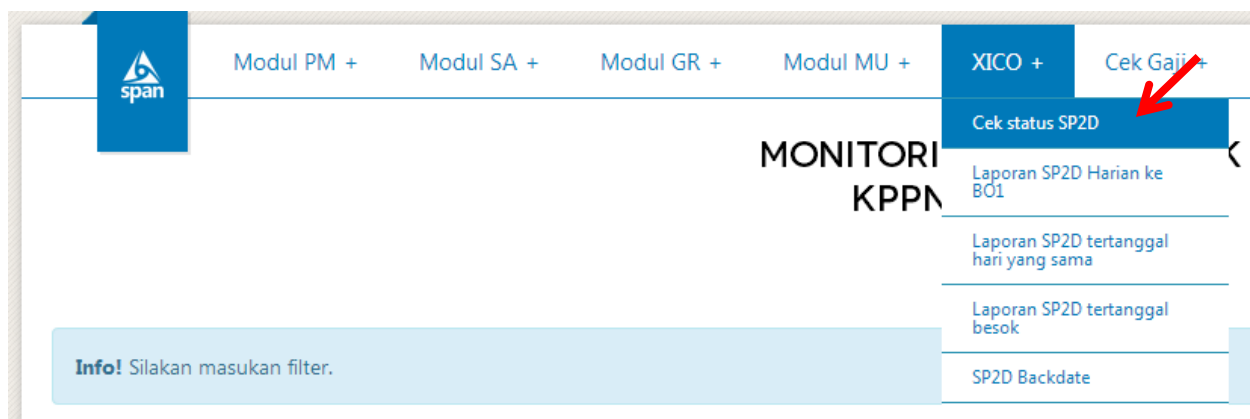 span
Modul PM +
Modul SA +
Modul GR +
Modul MU +
XICO +
Cek Gaji +
Cek status SP2D
Laporan SP2D Harian ke
BO1
Laporan SP2D tertanggal
hari yang sama
Laporan SP2D tertanggal
besok
SP2D Backdate
MONITORI K
KPPN
Info! Silakan masukan filter.